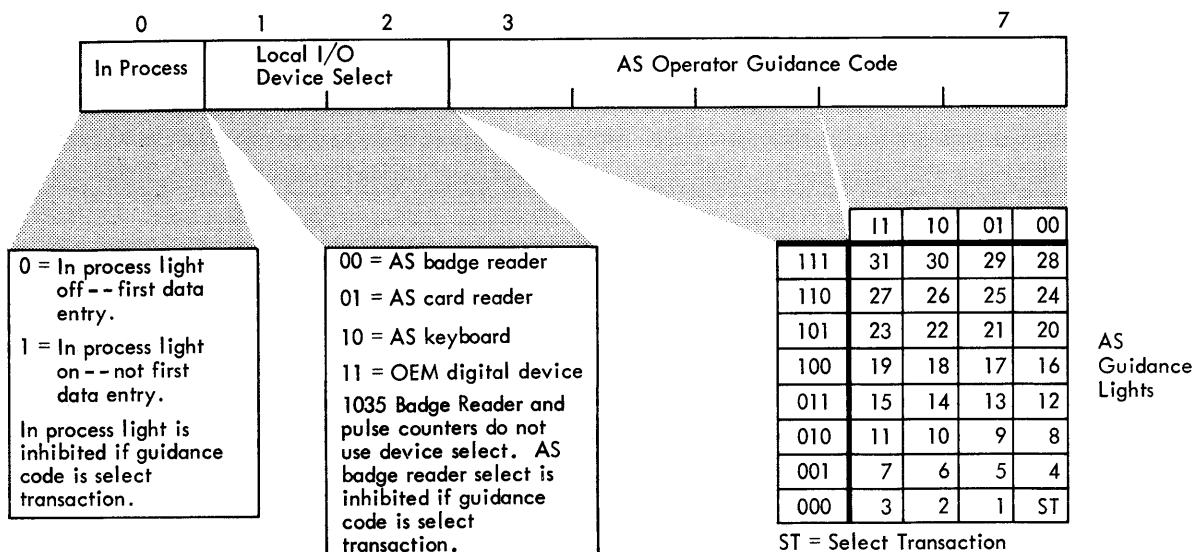 0 1 2 3 7
In Process
Local I/O
Device Select
AS Operator Guidance Code
0 = In process light
off -- first data
entry.
1 = In process light
on -- not first
data entry.
In process light is
inhibited if guidance
code is select
transaction.
00 = AS badge reader
01 = AS card reader
10 = AS keyboard
11 = OEM digital device
1035 Badge Reader and
pulse counters do not
use device select. AS
badge reader select is
inhibited if guidance
code is select
transaction.
11 10 01 00
111 31 30 29 28
110 27 26 25 24
101 23 22 21 20
100 19 18 17 16
011 15 14 13 12
010 11 10 9 8
001 7 6 5 4
000 3 2 1 ST
AS
Guidance
Lights
ST = Select Transaction